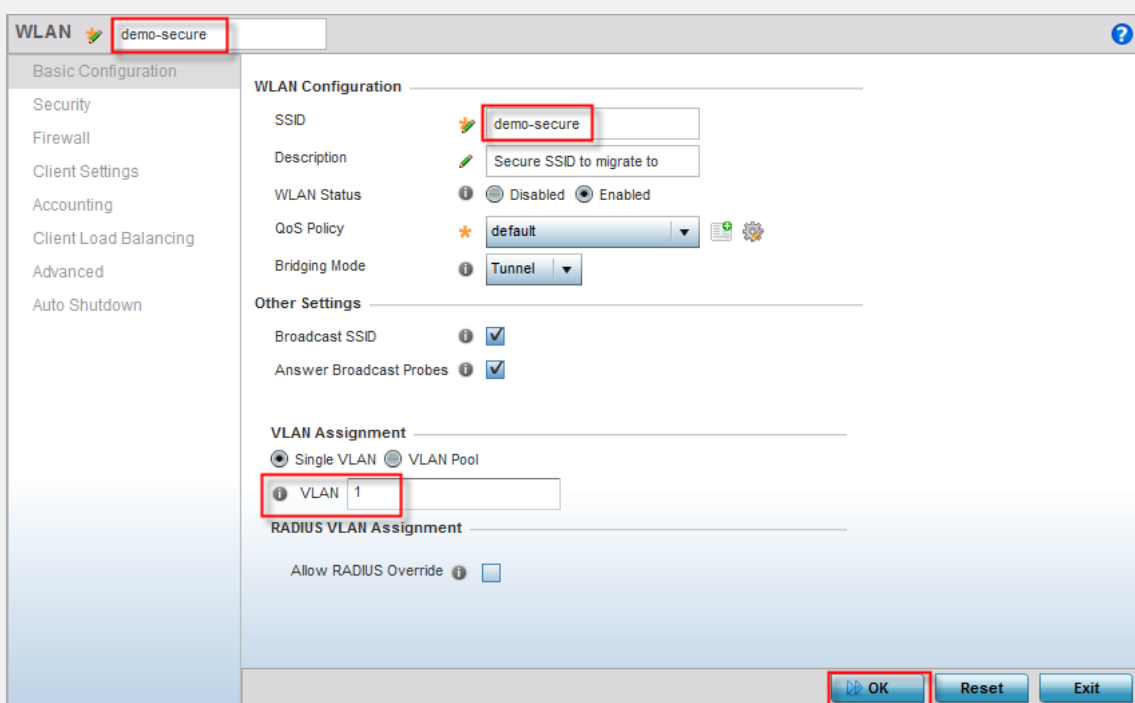 WLAN demo-secure
Basic Configuration
Security
Firewall
Client Settings
Accounting
Client Load Balancing
Advanced
Auto Shutdown
WLAN Configuration
SSID demo-secure
Description Secure SSID to migrate to
WLAN Status Disabled Enabled
QoS Policy default
Bridging Mode Tunnel
Other Settings
Broadcast SSID
Answer Broadcast Probes
VLAN Assignment
Single VLAN VLAN Pool
VLAN 1
RADIUS VLAN Assignment
Allow RADIUS Override
OK Reset Exit